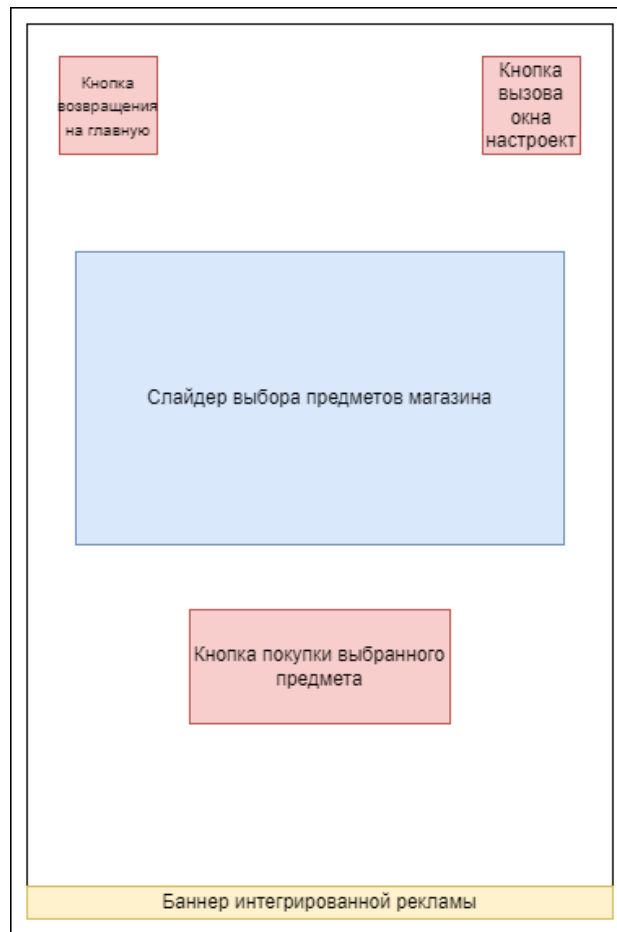 Кнопка
возвращения
на главную
Кнопка
вызова
окна
настроект
Слайдер выбора предметов магазина
Кнопка покупки выбранного
предмета
Баннер интегрированной рекламы